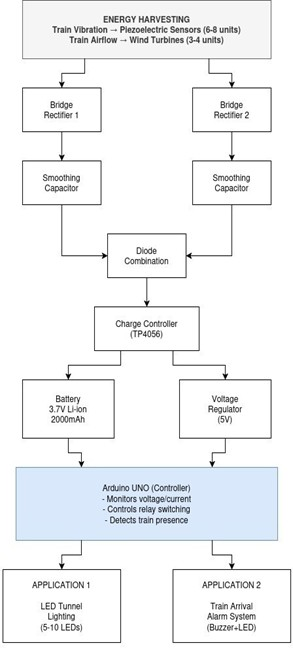 ENERGY HARVESTING
Train Vibration → Piezoelectric Sensors (6-8 units)
Train Airflow → Wind Turbines (3-4 units)
Bridge
Rectifier 1
Bridge
Rectifier 2
Smoothing
Capacitor
Smoothing
Capacitor
Diode
Combination
Charge Controller
(TP4056)
Battery
3.7V Li-ion
2000mAh
Voltage
Regulator
(5V)
Arduino UNO (Controller)
- Monitors voltage/current
- Controls relay switching
- Detects train presence
APPLICATION 1
LED Tunnel
Lighting
(5-10 LEDs)
APPLICATION 2
Train Arrival
Alarm System
(Buzzer+LED)